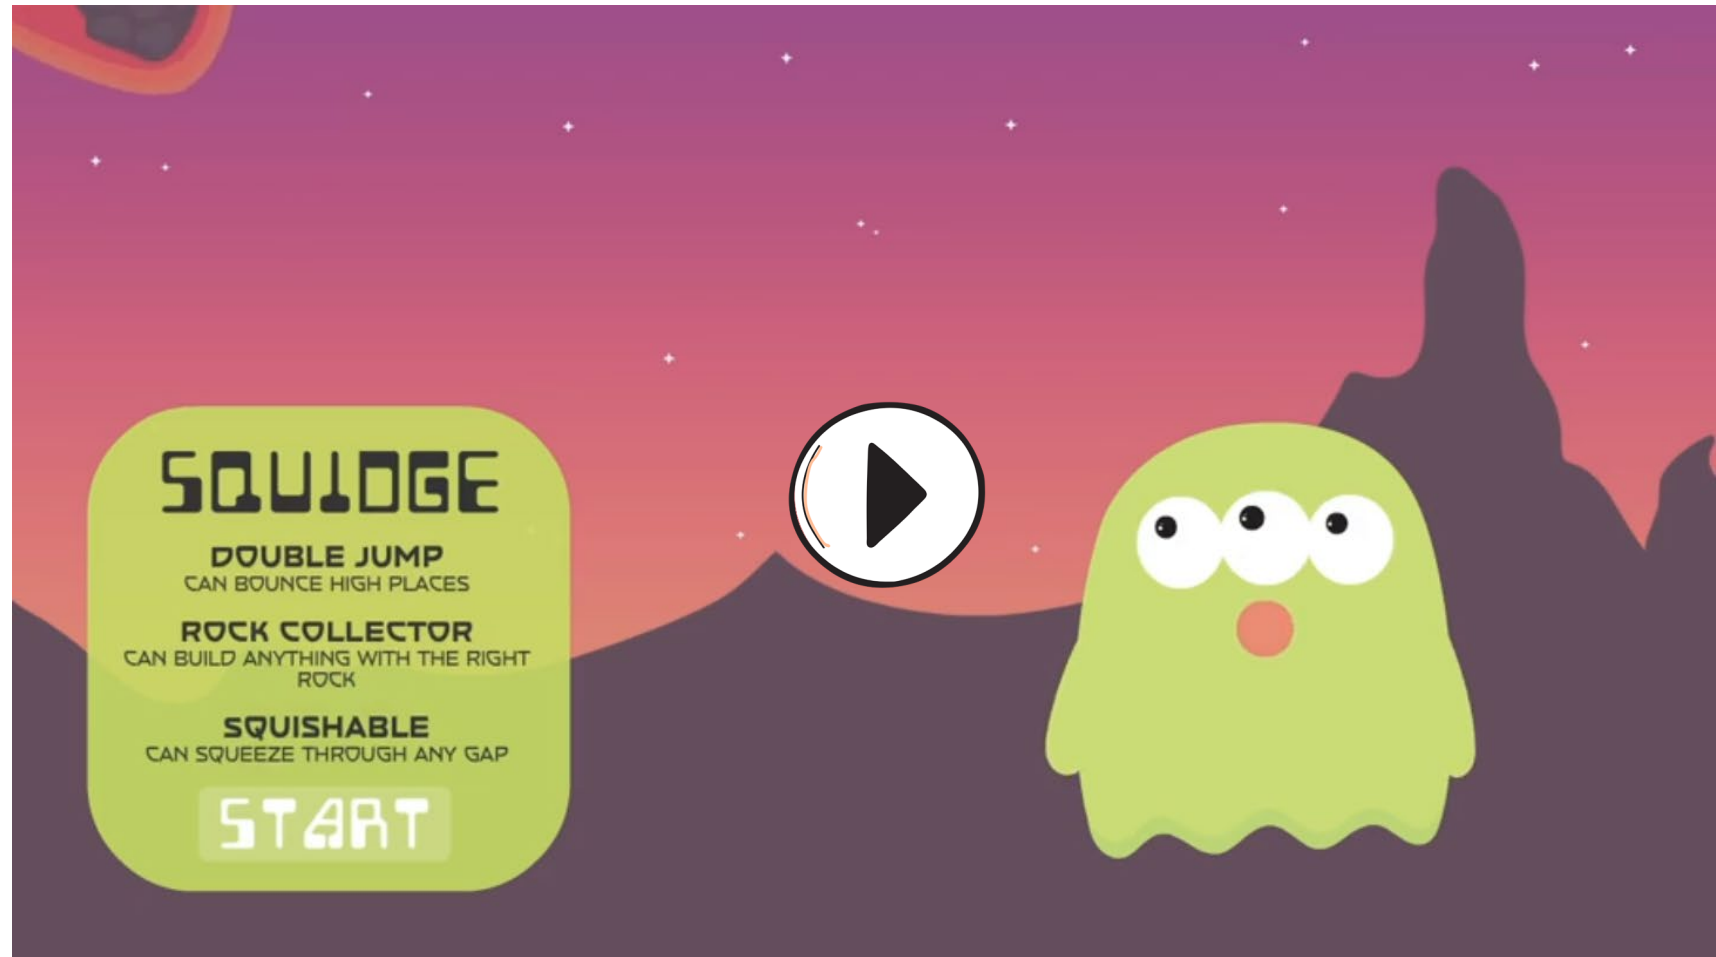 SQUIDGE
DOUBLE JUMP
CAN BOUNCE HIGH PLACES
ROCK COLLECTOR
CAN BUILD ANYTHING WITH THE RIGHT
ROCK
SQUISHABLE
CAN SQUEEZE THROUGH ANY GAP
START